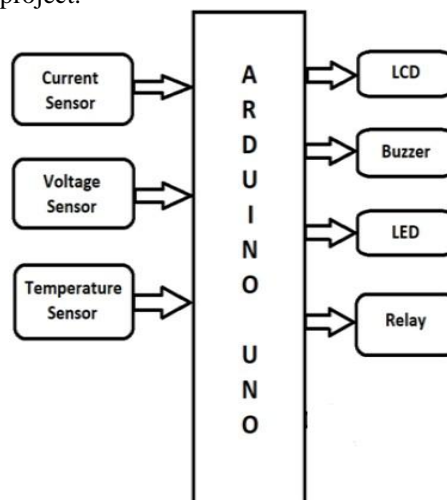 project.
Current
Sensor
Voltage
Sensor
Temperature
Sensor
A
R
D
U
I
N
O
U
N
O
LCD
Buzzer
LED
Relay